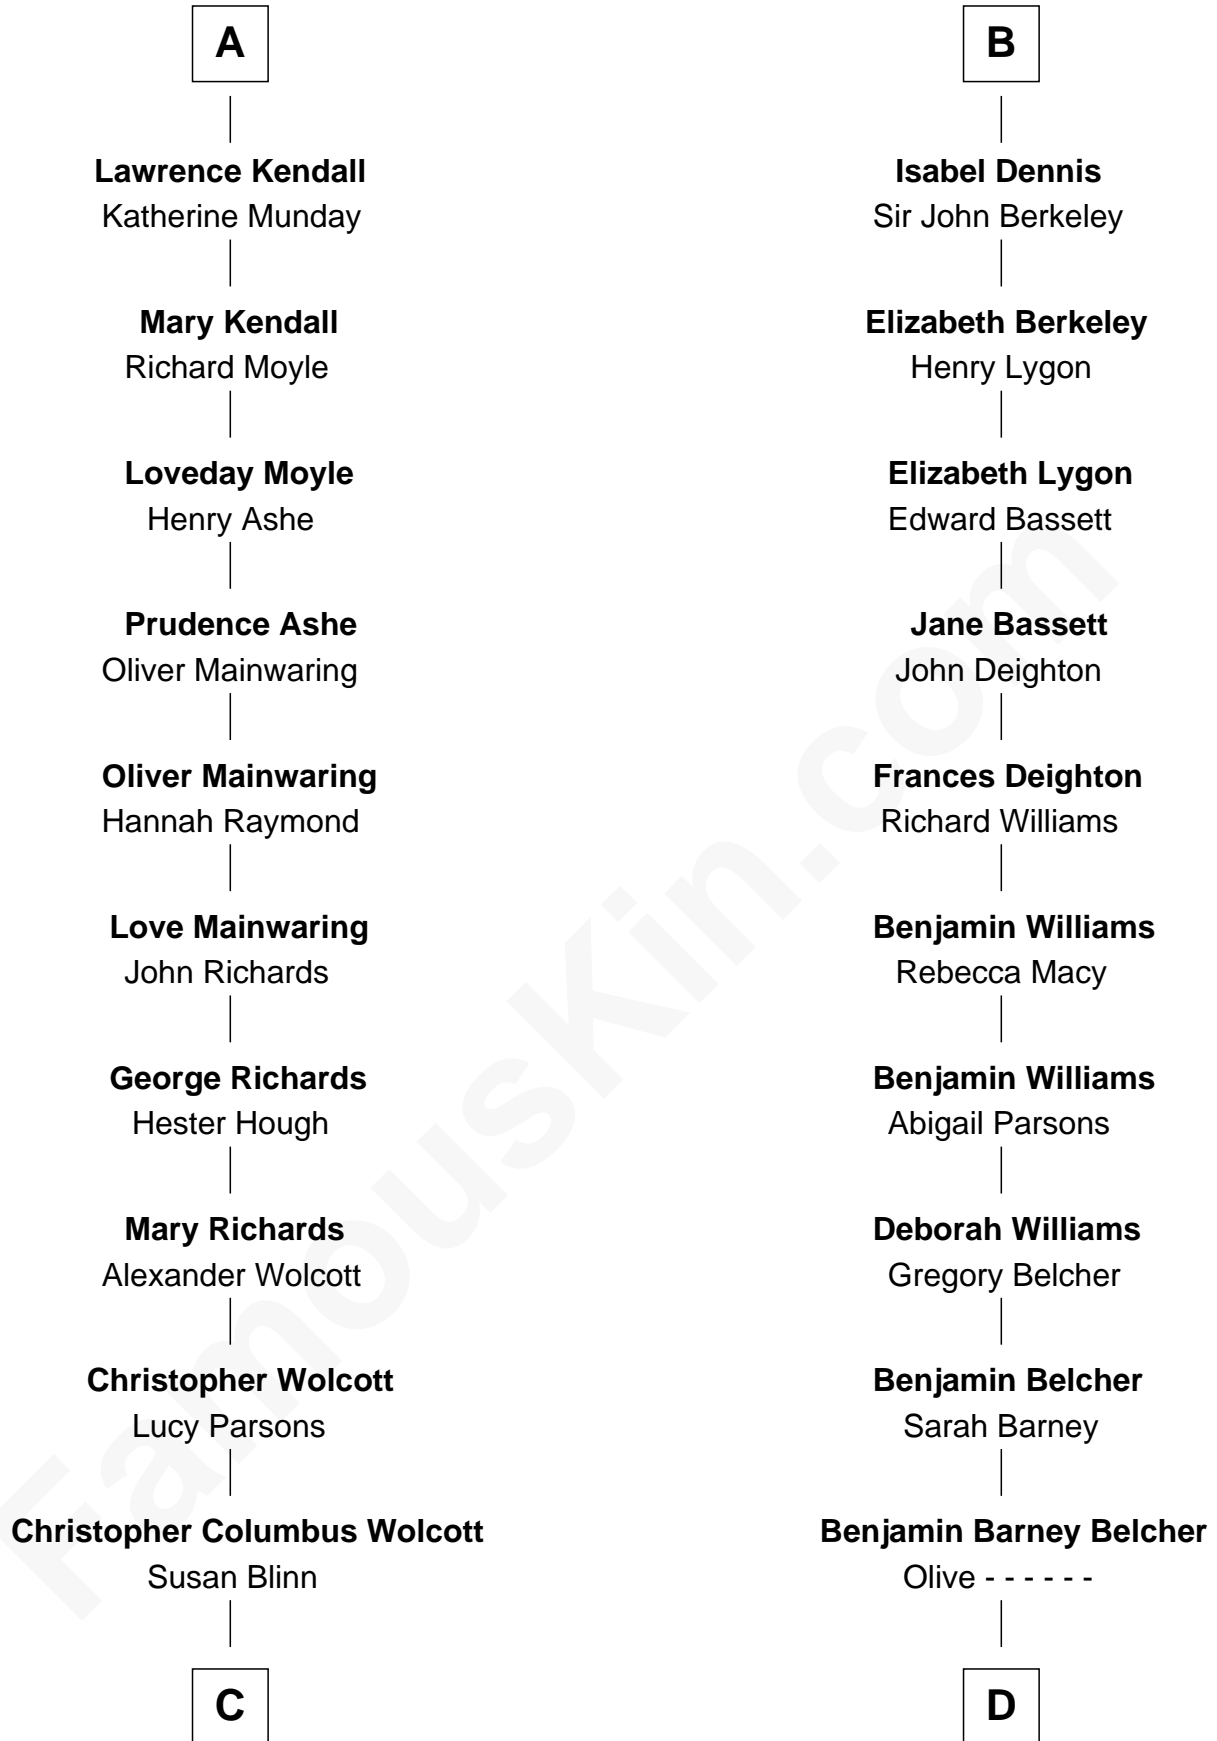 A
Lawrence Kendall
Katherine Munday
Mary Kendall
Richard Moyle
Loveday Moyle
Henry Ashe
Prudence Ashe
Oliver Mainwaring
Oliver Mainwaring
Hannah Raymond
Love Mainwaring
John Richards
George Richards
Hester Hough
Mary Richards
Alexander Wolcott
Christopher Wolcott
Lucy Parsons
Christopher Columbus Wolcott
Susan Blinn
C
B
Isabel Dennis
Sir John Berkeley
Elizabeth Berkeley
Henry Lygon
Elizabeth Lygon
Edward Bassett
Jane Bassett
John Deighton
Frances Deighton
Richard Williams
Benjamin Williams
Rebecca Macy
Benjamin Williams
Abigail Parsons
Deborah Williams
Gregory Belcher
Benjamin Belcher
Sarah Barney
Benjamin Barney Belcher
Olive - - - - - -
D
FamousKin.com